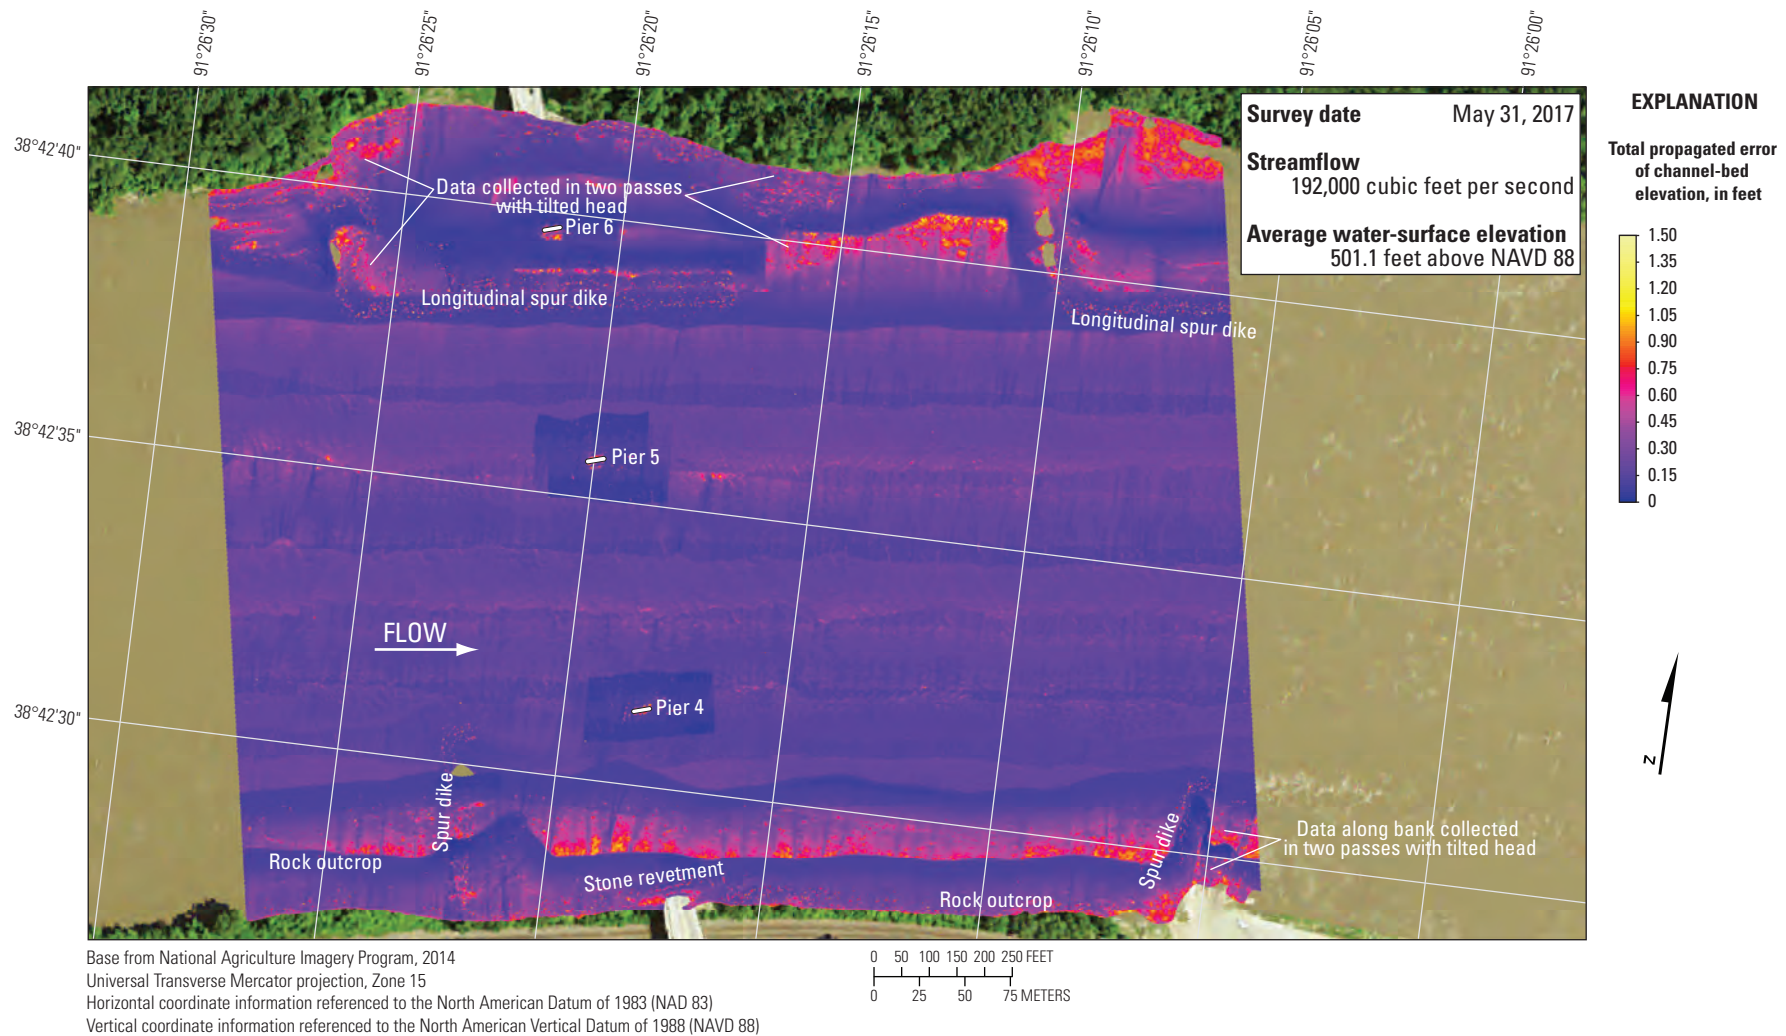 91°26'30"
91°26'25"
91°26'20"
91°26'15"
91°26'10"
91°26'05"
91°26'00"
38°42'40"
38°42'35"
38°42'30"
Survey date May 31, 2017
Streamflow
192,000 cubic feet per second
Average water-surface elevation
501.1 feet above NAVD 88
EXPLANATION
Total propagated error
of channel-bed
elevation, in feet
1.50
1.35
1.20
1.05
0.90
0.75
0.60
0.45
0.30
0.15
0
Data collected in two passes
with tilted head
Pier 6
Longitudinal spur dike
Longitudinal spur dike
Pier 5
FLOW
Pier 4
Spur dike
Spur dike
Data along bank collected
in two passes with tilted head
Rock outcrop
Stone revetment
Rock outcrop
N
Base from National Agriculture Imagery Program, 2014
Universal Transverse Mercator projection, Zone 15
Horizontal coordinate information referenced to the North American Datum of 1983 (NAD 83)
Vertical coordinate information referenced to the North American Vertical Datum of 1988 (NAVD 88)
0 50 100 150 200 250 FEET
0 25 50 75 METERS